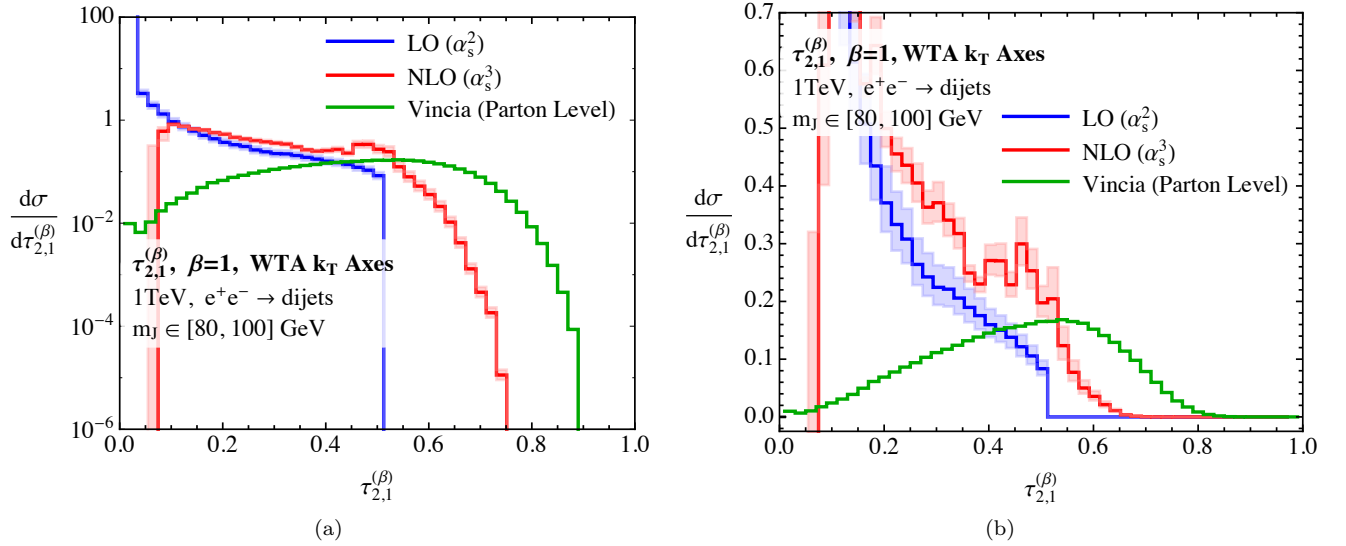 100
1
10⁻²
10⁻⁴
10⁻⁶
0.0 0.2 0.4 0.6 0.8 1.0
dσ
dτ₂,₁^(β)
LO (αₛ²)
NLO (αₛ³)
Vincia (Parton Level)
τ₂,₁^(β), β=1, WTA k_T Axes
1TeV, e⁺e⁻ → dijets
m_J ∈ [80, 100] GeV
τ₂,₁^(β)
(a)
0.7
0.6
0.5
0.4
0.3
0.2
0.1
0.0
0.0 0.2 0.4 0.6 0.8 1.0
dσ
dτ₂,₁^(β)
τ₂,₁^(β), β=1, WTA k_T Axes
1TeV, e⁺e⁻ → dijets
m_J ∈ [80, 100] GeV
LO (αₛ²)
NLO (αₛ³)
Vincia (Parton Level)
τ₂,₁^(β)
(b)